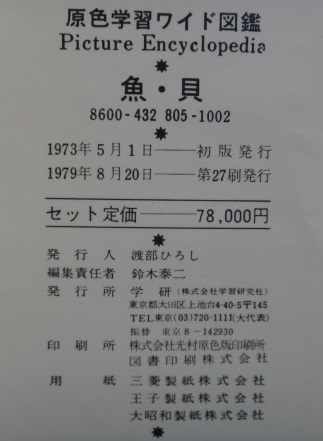 原色学習ワイド図鑑
Picture Encyclopedia
魚・貝
8600-432 805-1002
1973年5月1日――初版発行
1979年8月20日――第27刷発行
セット定価――78,000円
発行人 渡部ひろし
編集責任者 鈴木泰二
発行所 学研(株式会社学習研究社)
東京都大田区上池台4-40-5〒145
TEL東京(03)720-1111(大代表)
振替 東京8-142930
印刷所 株式会社光村原色版印刷所
図書印刷株式会社
用紙 三菱製紙株式会社
王子製紙株式会社
大昭和製紙株式会社